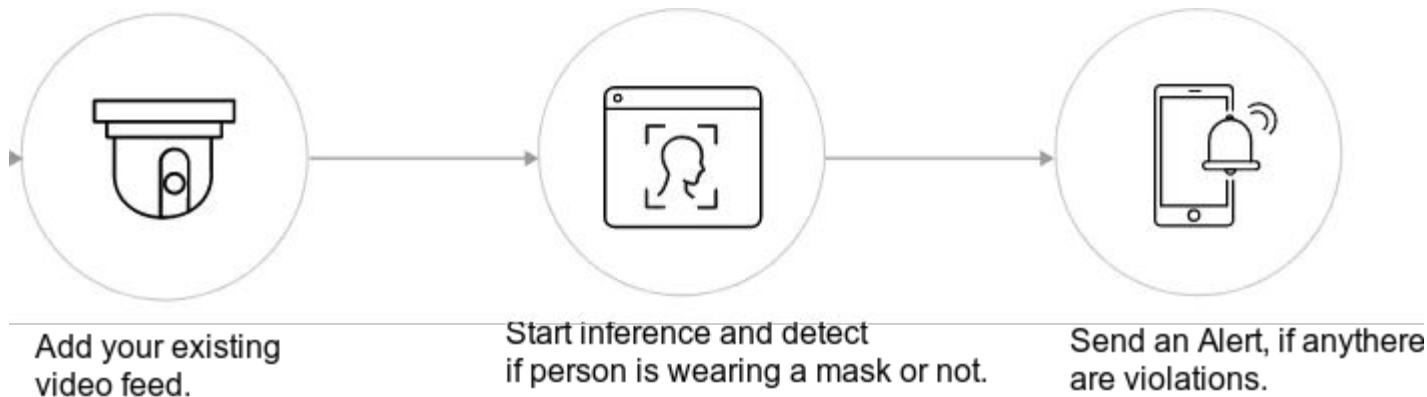 Add your existing
video feed.
Start inference and detect
if person is wearing a mask or not.
Send an Alert, if anythere
are violations.